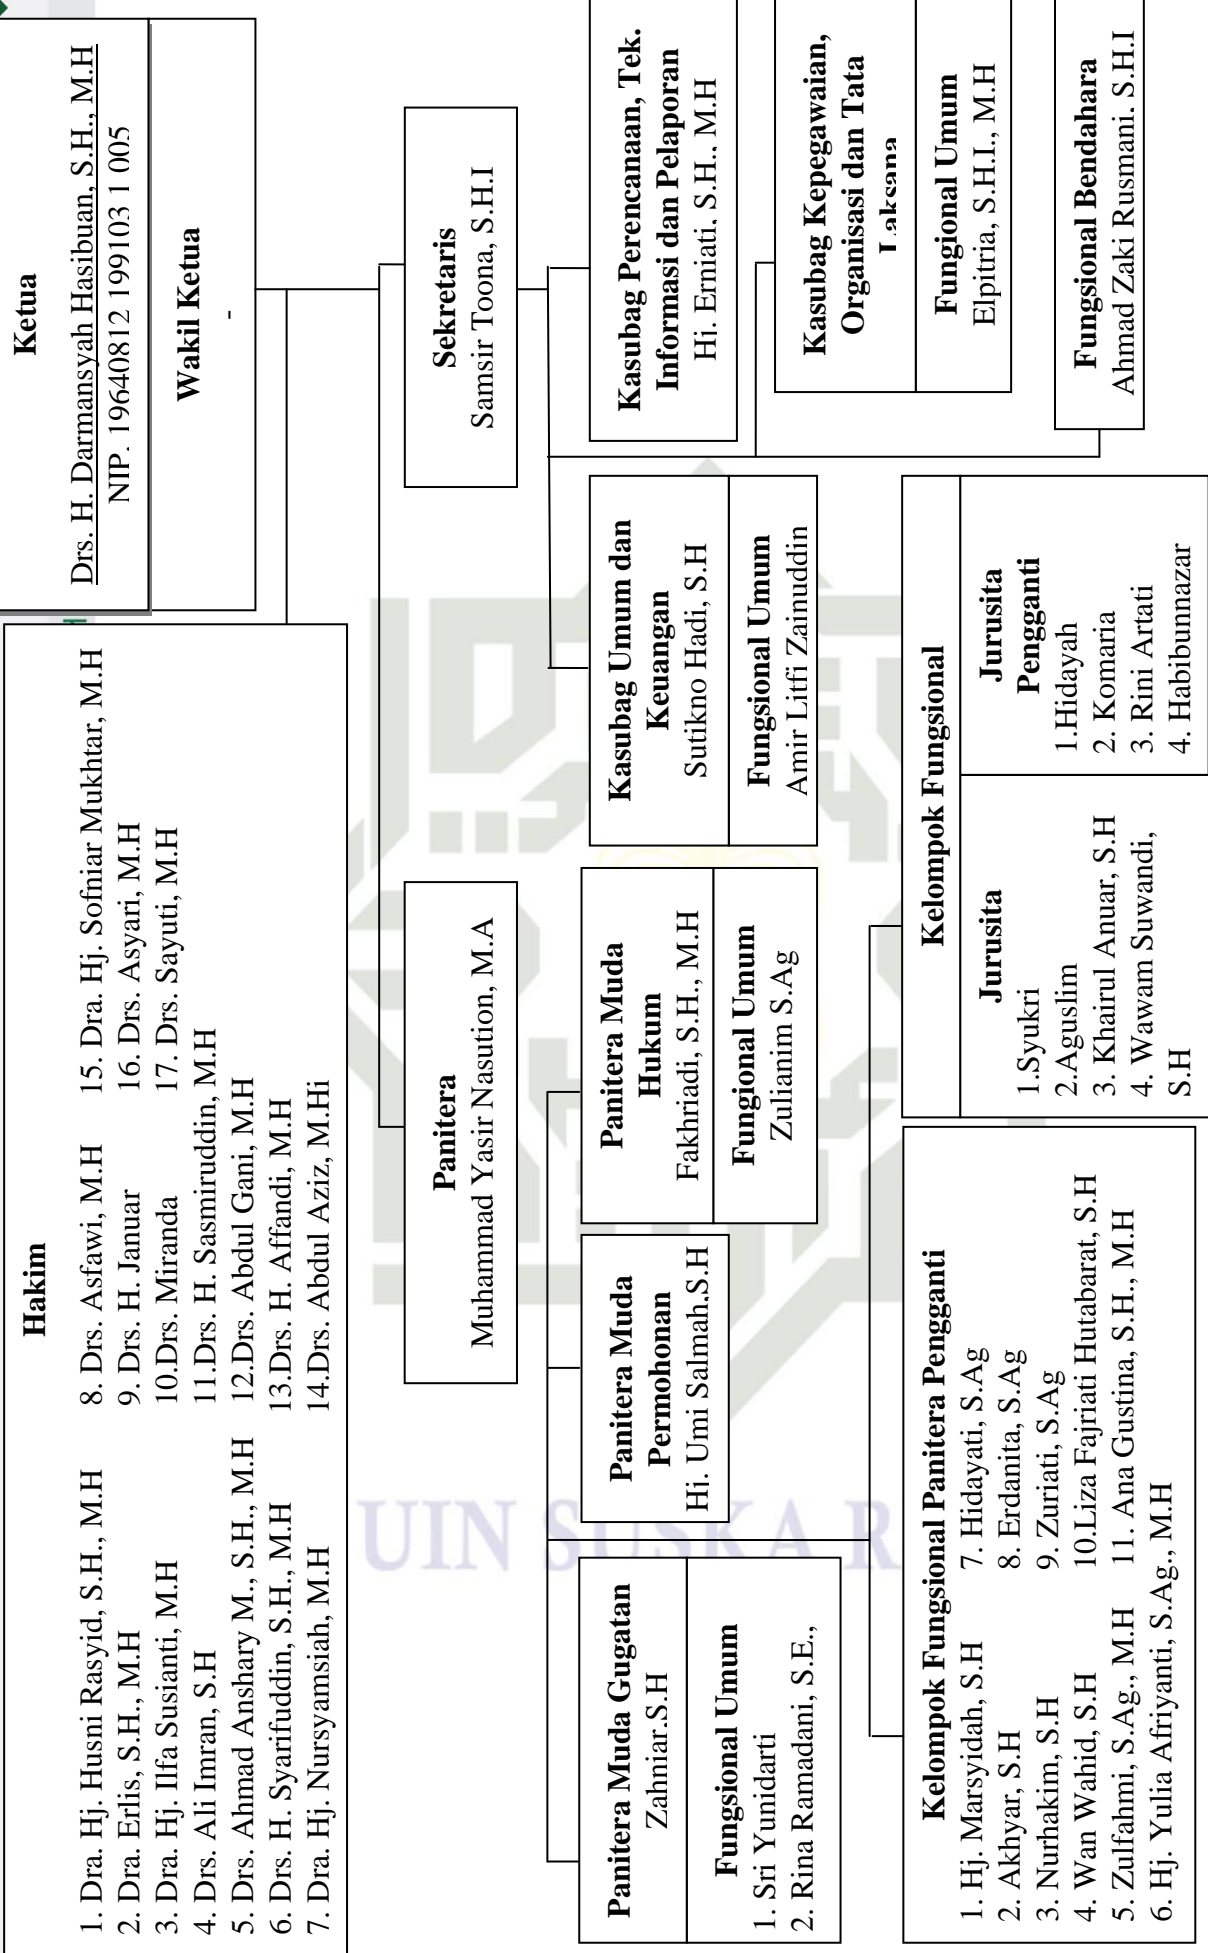 Ketua
Drs. H. Darmansyah Hasibuan, S.H., M.H
NIP. 19640812 199103 1 005
Wakil Ketua
-
Hakim
1. Dra. Hj. Husni Rasyid, S.H., M.H
2. Dra. Erlis, S.H., M.H
3. Dra. Hj. Ilfa Susianti, M.H
4. Drs. Ali Imran, S.H
5. Drs. Ahmad Anshary M., S.H., M.H
6. Drs. H. Syarifuddin, S.H., M.H
7. Dra. Hj. Nursyamsiah, M.H
8. Drs. Asfawi, M.H
9. Drs. H. Januar
10.Drs. Miranda
11.Drs. H. Sasmiruddin, M.H
12.Drs. Abdul Gani, M.H
13.Drs. H. Affandi, M.H
14.Drs. Abdul Aziz, M.Hi
15. Dra. Hj. Sofniar Mukhtar, M.H
16. Drs. Asyari, M.H
17. Drs. Sayuti, M.H
Panitera
Muhammad Yasir Nasution, M.A
Sekretaris
Samsir Toona, S.H.I
Panitera Muda Gugatan
Zahniar.S.H
Fungsional Umum
1. Sri Yunidarti
2. Rina Ramadani, S.E.,
Panitera Muda
Permohonan
Hj. Umi Salmah.S.H
Panitera Muda
Hukum
Fakhriadi, S.H., M.H
Fungsional Umum
Zulianim S.Ag
Kasubag Umum dan
Keuangan
Sutikno Hadi, S.H
Fungsional Umum
Amir Litfi Zainuddin
Kasubag Perencanaan, Tek.
Informasi dan Pelaporan
Hj. Erniati, S.H., M.H
Kasubag Kepegawaian,
Organisasi dan Tata
Laksana
Fungional Umum
Elpitria, S.H.I., M.H
Fungsional Bendahara
Ahmad Zaki Rusmani. S.H.I
Kelompok Fungsional Panitera Pengganti
1. Hj. Marsyidah, S.H
2. Akhyar, S.H
3. Nurhakim, S.H
4. Wan Wahid, S.H
5. Zulfahmi, S.Ag., M.H
6. Hj. Yulia Afriyanti, S.Ag., M.H
7. Hidayati, S.Ag
8. Erdanita, S.Ag
9. Zuriati, S.Ag
10.Liza Fajriati Hutabarat, S.H
11. Ana Gustina, S.H., M.H
Kelompok Fungsional
Jurusita
1.Syukri
2.Aguslim
3. Khairul Anuar, S.H
4. Wawam Suwandi,
S.H
Jurusita
Pengganti
1.Hidayah
2. Komaria
3. Rini Artati
4. Habibunnazar
UIN SUSKA R